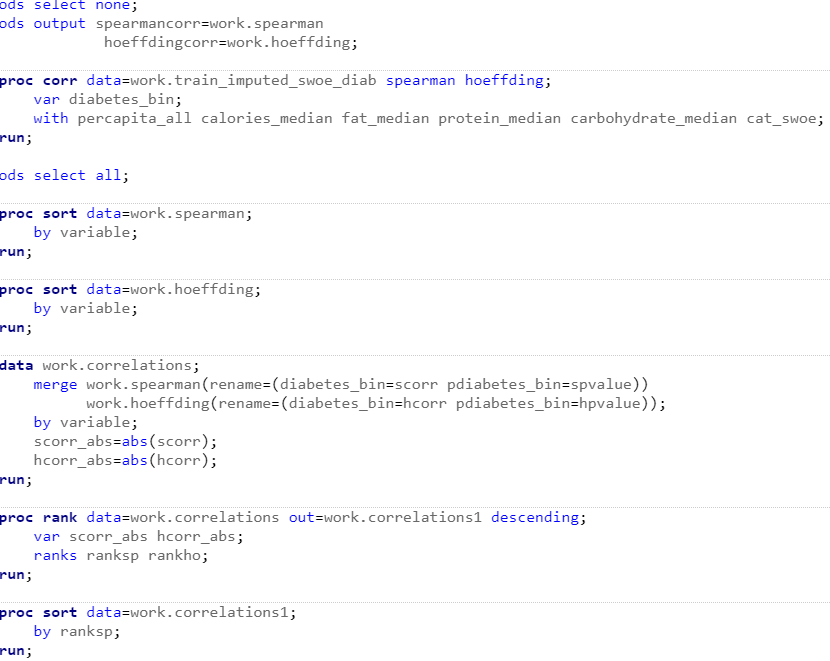 ods select none;
ods output spearmancorr=work.spearman
hoeffdingcorr=work.hoeffding;
proc corr data=work.train_imputed_swoe_diab spearman hoeffding;
var diabetes_bin;
with percapita_all calories_median fat_median protein_median carbohydrate_median cat_swoe;
run;
ods select all;
proc sort data=work.spearman;
by variable;
run;
proc sort data=work.hoeffding;
by variable;
run;
data work.correlations;
merge work.spearman(rename=(diabetes_bin=scorr pdiabetes_bin=spvalue))
work.hoeffding(rename=(diabetes_bin=hcorr pdiabetes_bin=hpvalue));
by variable;
scorr_abs=abs(scorr);
hcorr_abs=abs(hcorr);
run;
proc rank data=work.correlations out=work.correlations1 descending;
var scorr_abs hcorr_abs;
ranks ranksp rankho;
run;
proc sort data=work.correlations1;
by ranksp;
run;